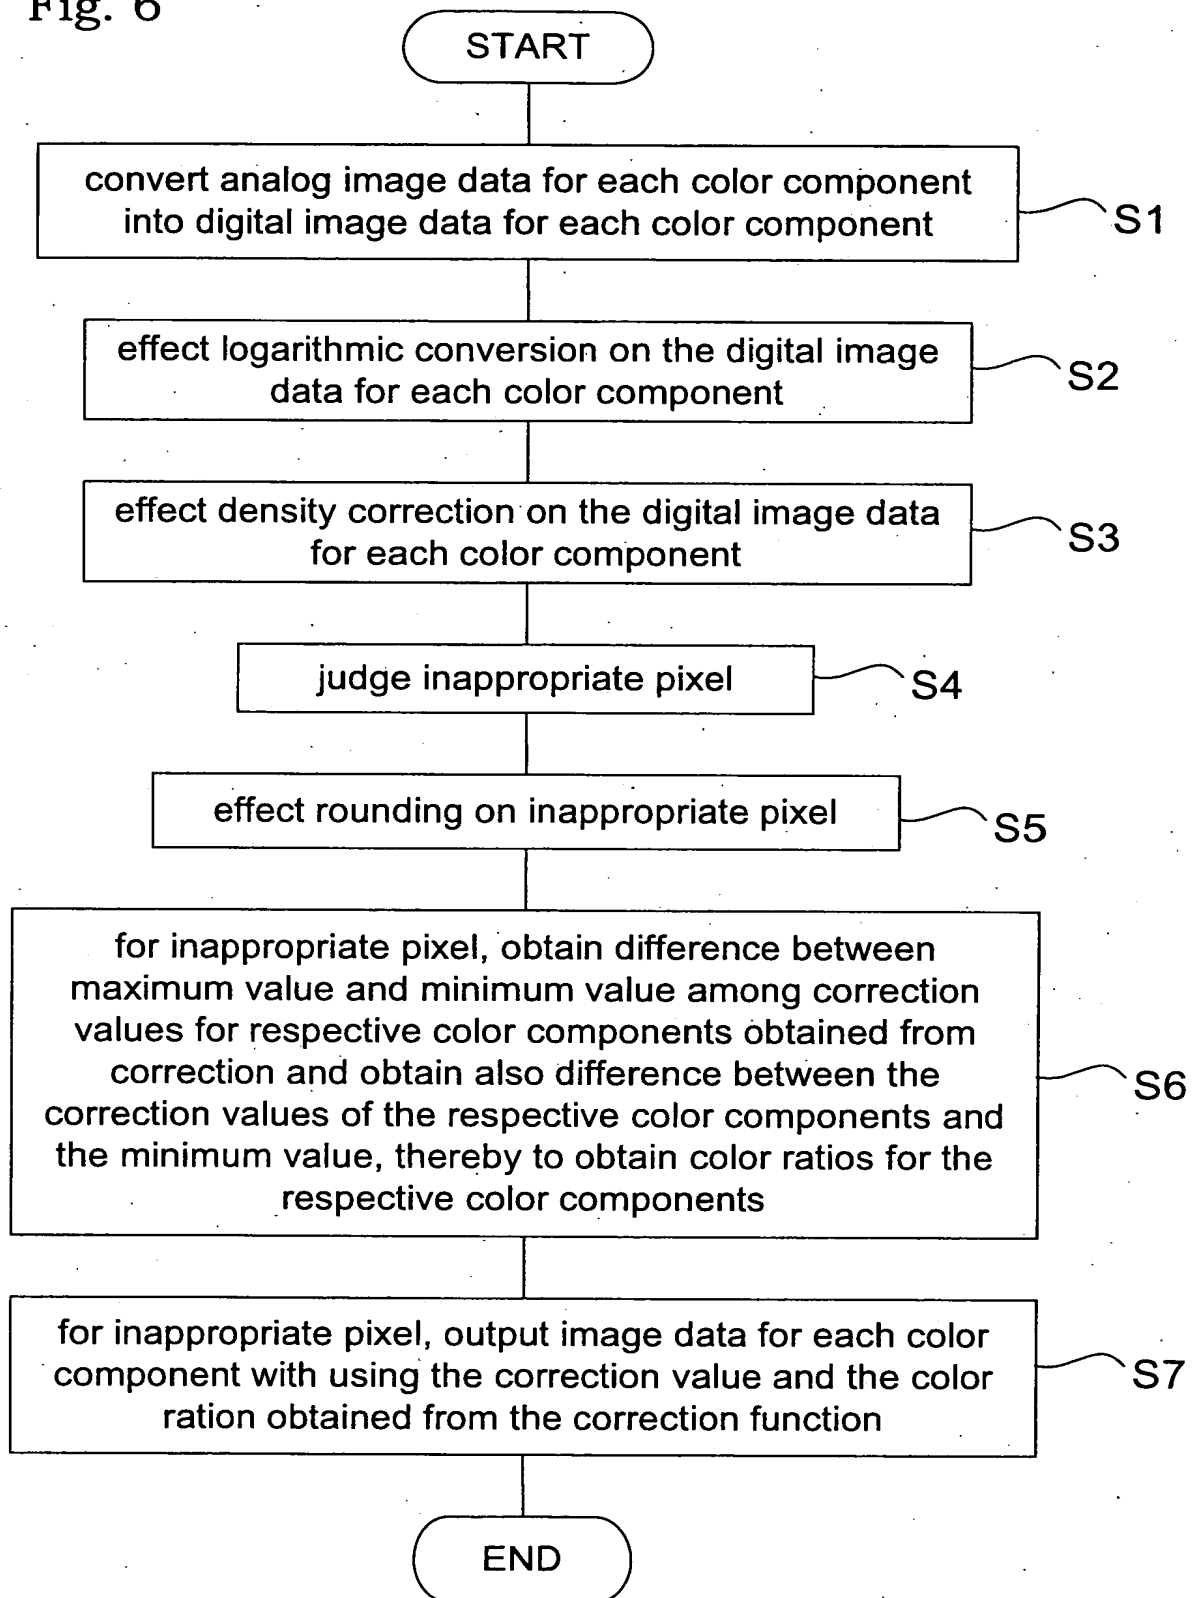 Fig. 6
START
convert analog image data for each color component
into digital image data for each color component
S1
effect logarithmic conversion on the digital image
data for each color component
S2
effect density correction on the digital image data
for each color component
S3
judge inappropriate pixel
S4
effect rounding on inappropriate pixel
S5
for inappropriate pixel, obtain difference between
maximum value and minimum value among correction
values for respective color components obtained from
correction and obtain also difference between the
correction values of the respective color components and
the minimum value, thereby to obtain color ratios for the
respective color components
S6
for inappropriate pixel, output image data for each color
component with using the correction value and the color
ration obtained from the correction function
S7
END